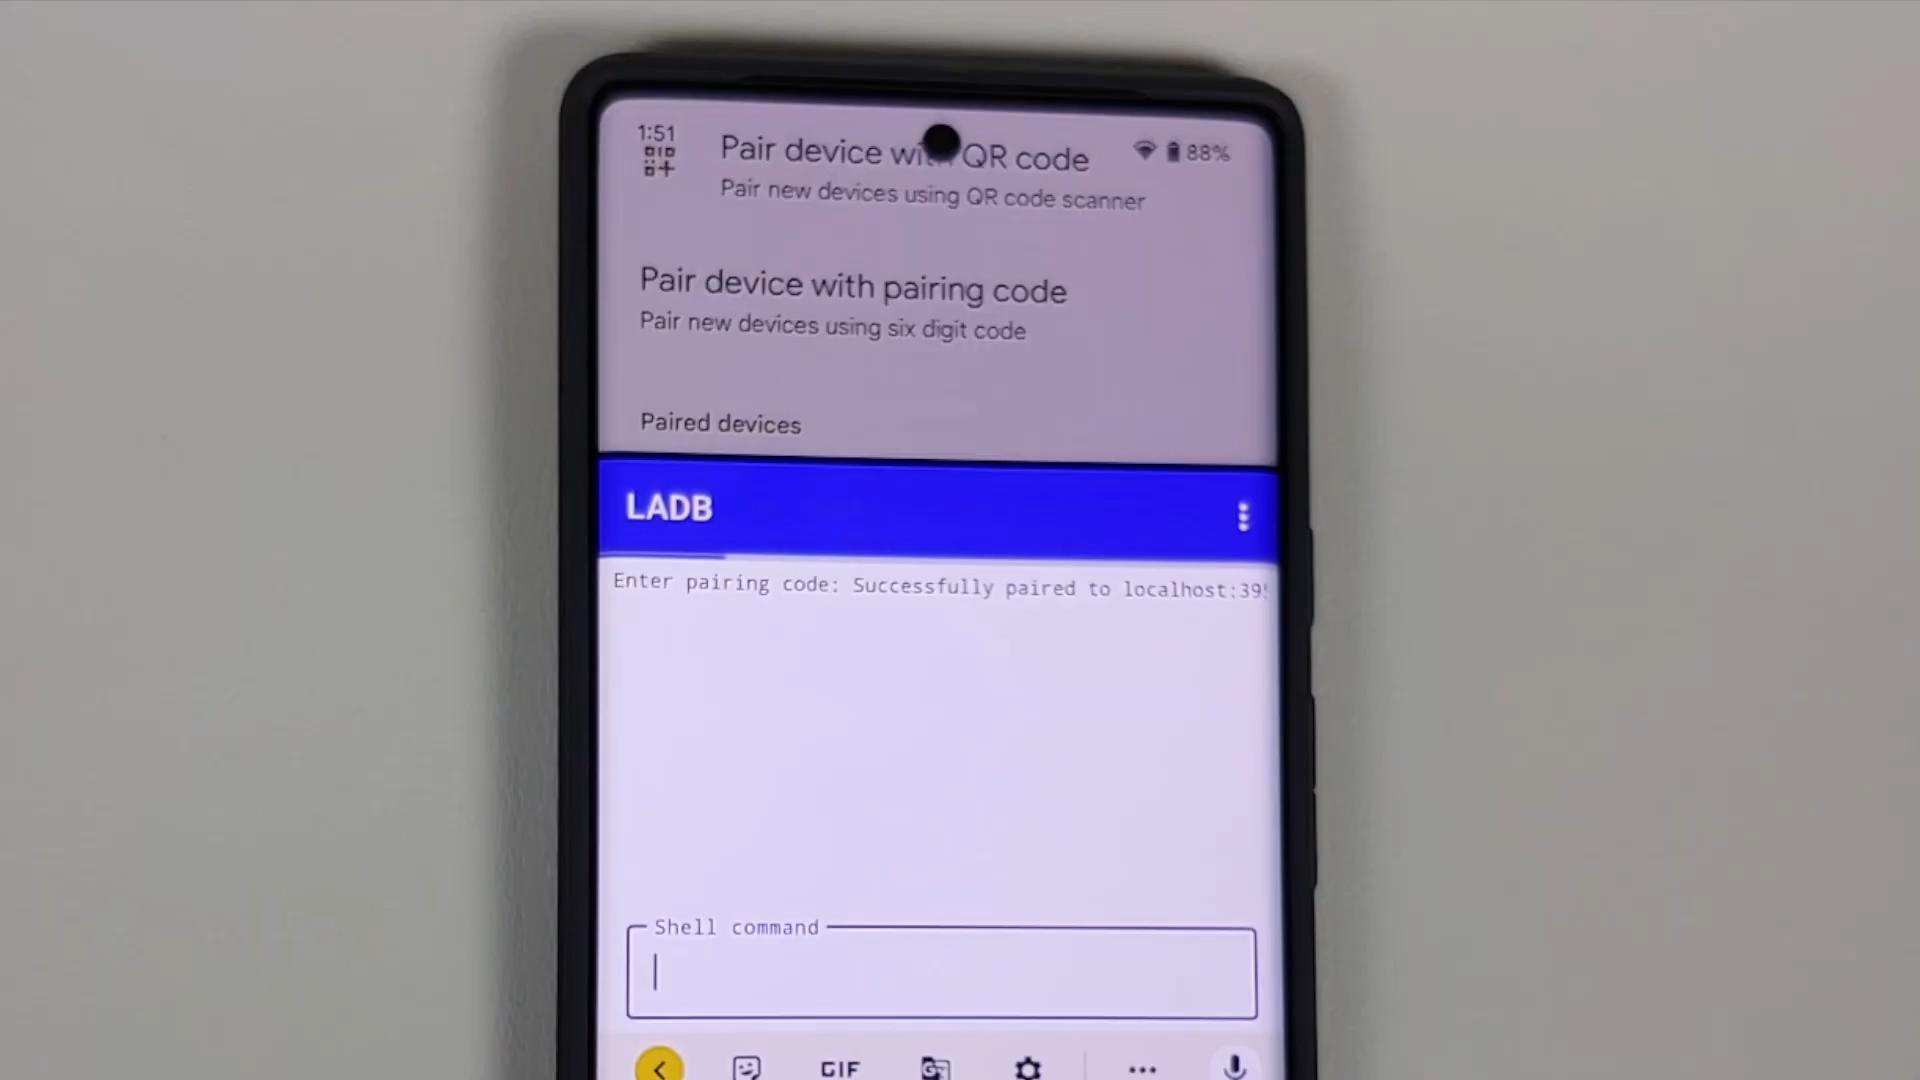 1:51
88%
Pair device with QR code
Pair new devices using QR code scanner
Pair device with pairing code
Pair new devices using six digit code
Paired devices
LADB
Enter pairing code: Successfully paired to localhost:39
Shell command
GIF